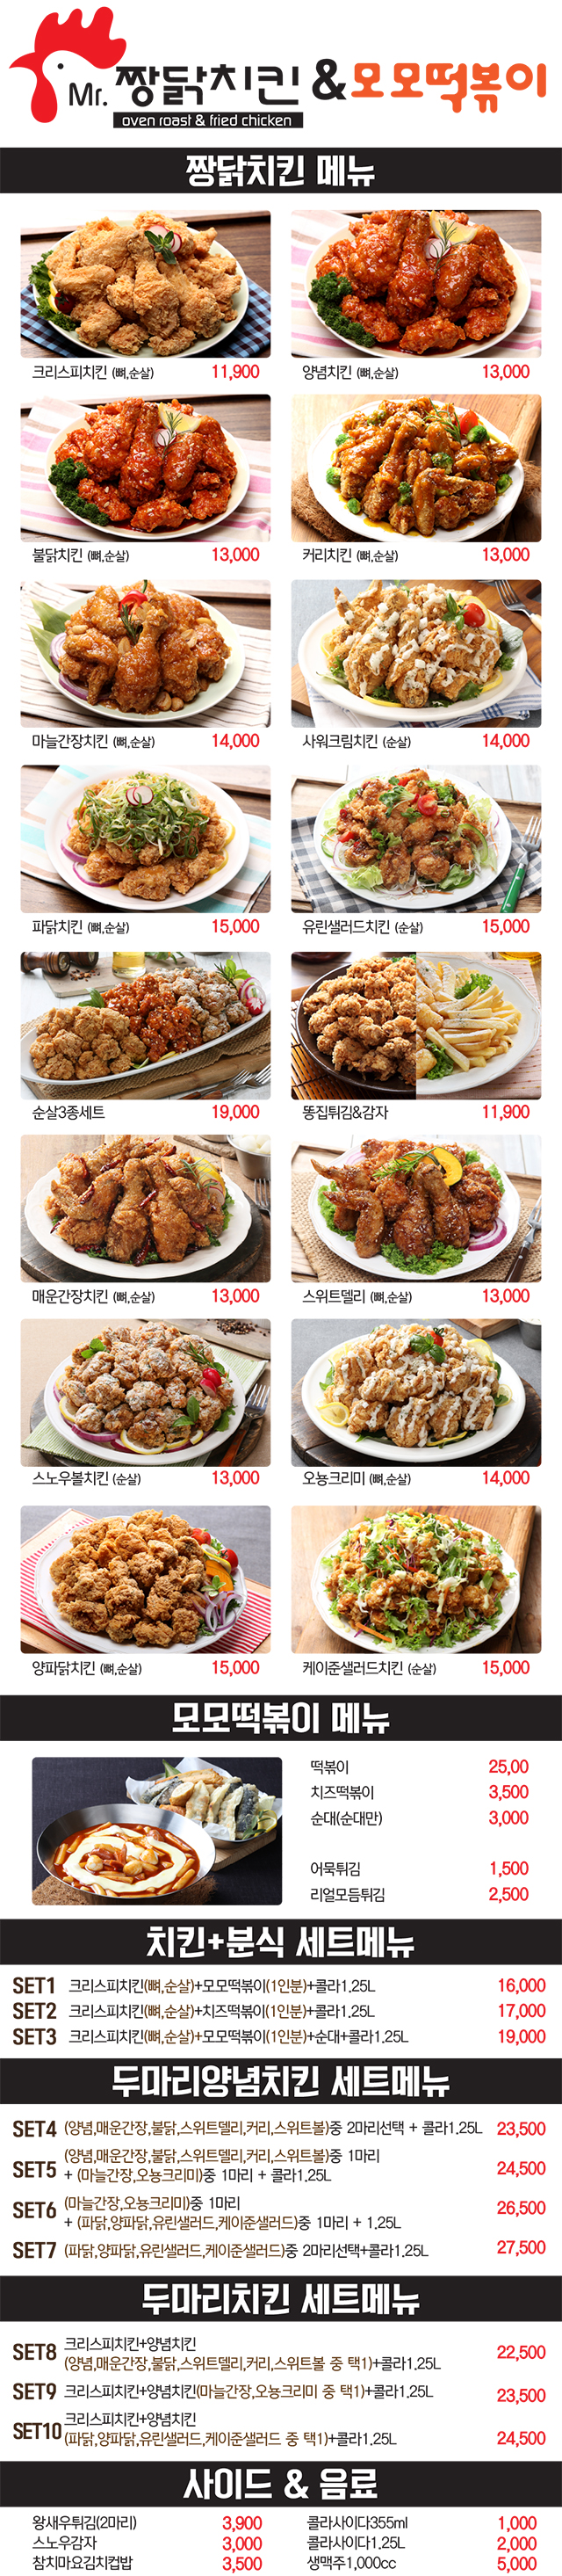 Mr. 짱닭치킨 & 모모떡볶이
oven roast & fried chicken
짱닭치킨 메뉴
크리스피치킨 (뼈,순살) 11,900
양념치킨 (뼈,순살) 13,000
불닭치킨 (뼈,순살) 13,000
커리치킨 (뼈,순살) 13,000
마늘간장치킨 (뼈,순살) 14,000
사워크림치킨 (순살) 14,000
파닭치킨 (뼈,순살) 15,000
유린샐러드치킨 (순살) 15,000
순살3종세트 19,000
똥집튀김&감자 11,900
매운간장치킨 (뼈,순살) 13,000
스위트델리 (뼈,순살) 13,000
스노우볼치킨 (순살) 13,000
오뇽크리미 (뼈,순살) 14,000
양파닭치킨 (뼈,순살) 15,000
케이준샐러드치킨 (순살) 15,000
모모떡볶이 메뉴
떡볶이 25,00
치즈떡볶이 3,500
순대(순대만) 3,000
어묵튀김 1,500
리얼모듬튀김 2,500
치킨+분식 세트메뉴
SET1 크리스피치킨(뼈,순살)+모모떡볶이(1인분)+콜라1.25L 16,000
SET2 크리스피치킨(뼈,순살)+치즈떡볶이(1인분)+콜라1.25L 17,000
SET3 크리스피치킨(뼈,순살)+모모떡볶이(1인분)+순대+콜라1.25L 19,000
두마리양념치킨 세트메뉴
SET4 (양념,매운간장,불닭,스위트델리,커리,스위트볼)중 2마리선택 + 콜라1.25L 23,500
SET5 (양념,매운간장,불닭,스위트델리,커리,스위트볼)중 1마리
+ (마늘간장,오뇽크리미)중 1마리 + 콜라1.25L 24,500
SET6 (마늘간장,오뇽크리미)중 1마리
+ (파닭,양파닭,유린샐러드,케이준샐러드)중 1마리 + 1.25L 26,500
SET7 (파닭,양파닭,유린샐러드,케이준샐러드)중 2마리선택+콜라1.25L 27,500
두마리치킨 세트메뉴
SET8 크리스피치킨+양념치킨
(양념,매운간장,불닭,스위트델리,커리,스위트볼 중 택1)+콜라1.25L 22,500
SET9 크리스피치킨+양념치킨(마늘간장,오뇽크리미 중 택1)+콜라1.25L 23,500
SET10 크리스피치킨+양념치킨
(파닭,양파닭,유린샐러드,케이준샐러드 중 택1)+콜라1.25L 24,500
사이드 & 음료
왕새우튀김(2마리) 3,900
콜라사이다355ml 1,000
스노우감자 3,000
콜라사이다1.25L 2,000
참치마요김치컵밥 3,500
생맥주1,000cc 5,000